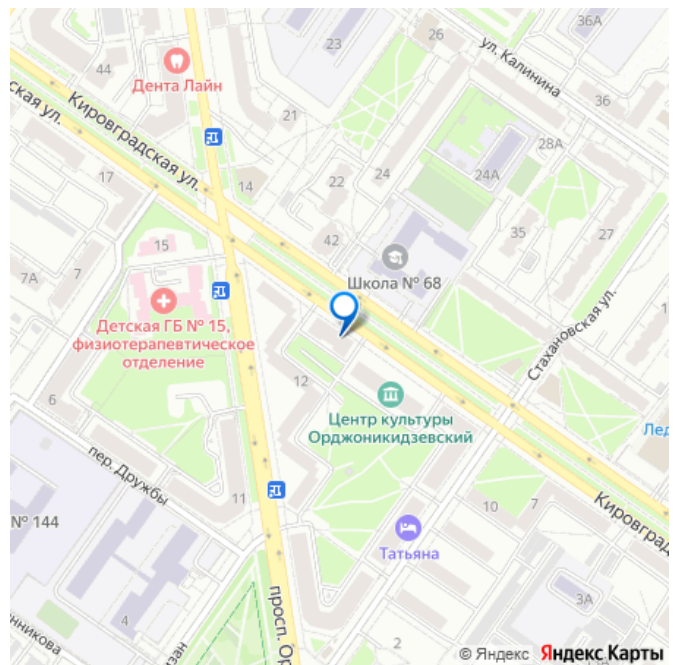 36А
26
23
ул. Калинина
44
Дента Лайн
36
ская ул.
Кировградская ул.
21
28А
24
24А
17
22
14
35
27
42
15
7А
Школа № 68
Детская ГБ № 15,
физиотерапевтическое
отделение
Стахановская ул.
12
6
Центр культуры
Орджоникидзевский
Лед
пер. Дружбы
11
10
7
Кировград
№ 144
Татьяна
просп. Ор
3А
4
2
нникова
зан
© Яндекс Яндекс Карты